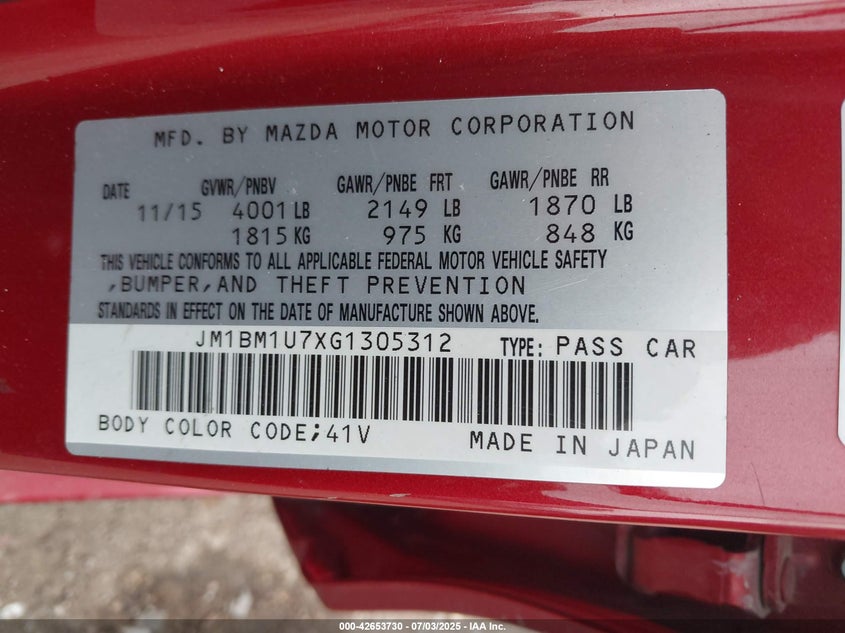 MFD. BY MAZDA MOTOR CORPORATION
DATE GVWR/PNBV GAWR/PNBE FRT GAWR/PNBE RR
11/15 4001 LB 2149 LB 1870 LB
1815 KG 975 KG 848 KG
THIS VEHICLE CONFORMS TO ALL APPLICABLE FEDERAL MOTOR VEHICLE SAFETY
,BUMPER,AND THEFT PREVENTION
STANDARDS IN EFFECT ON THE DATE OF MANUFACTURE SHOWN ABOVE.
JM1BM1U7XG1305312 TYPE: PASS CAR
BODY COLOR CODE;41V MADE IN JAPAN
000-42653730 - 07/03/2025 - IAA Inc.